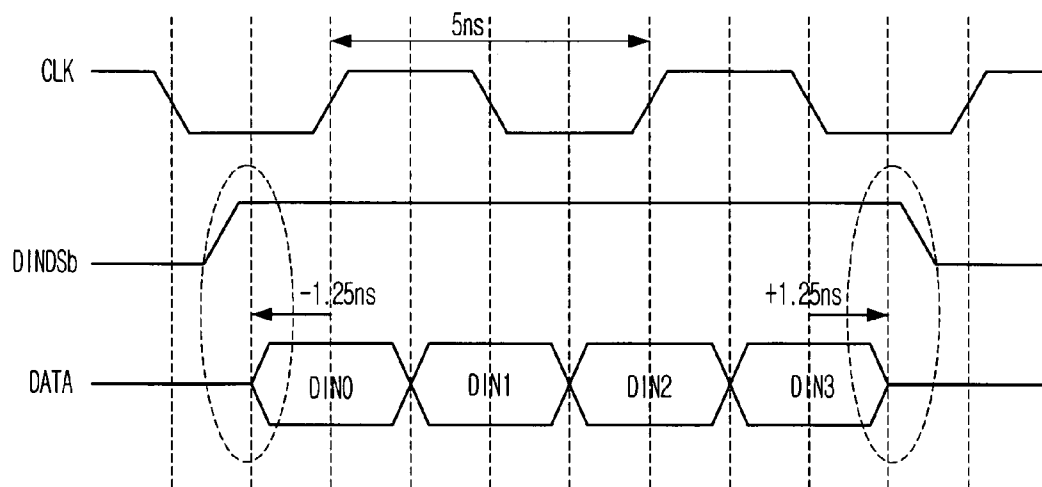 5ns
CLK
DINDSb
-1.25ns
+1.25ns
DATA
DIN0
DIN1
DIN2
DIN3